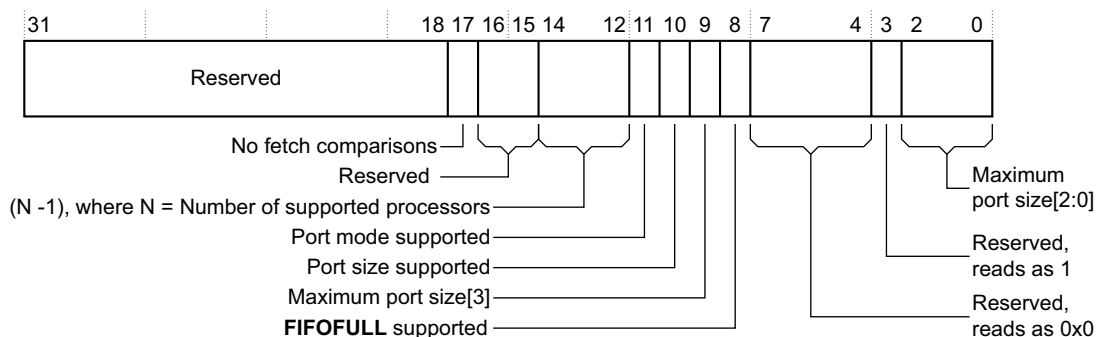 31 18 17 16 15 14 12 11 10 9 8 7 4 3 2 0
Reserved
No fetch comparisons
Reserved
(N -1), where N = Number of supported processors
Port mode supported
Port size supported
Maximum port size[3]
FIFOFULL supported
Maximum
port size[2:0]
Reserved,
reads as 1
Reserved,
reads as 0x0